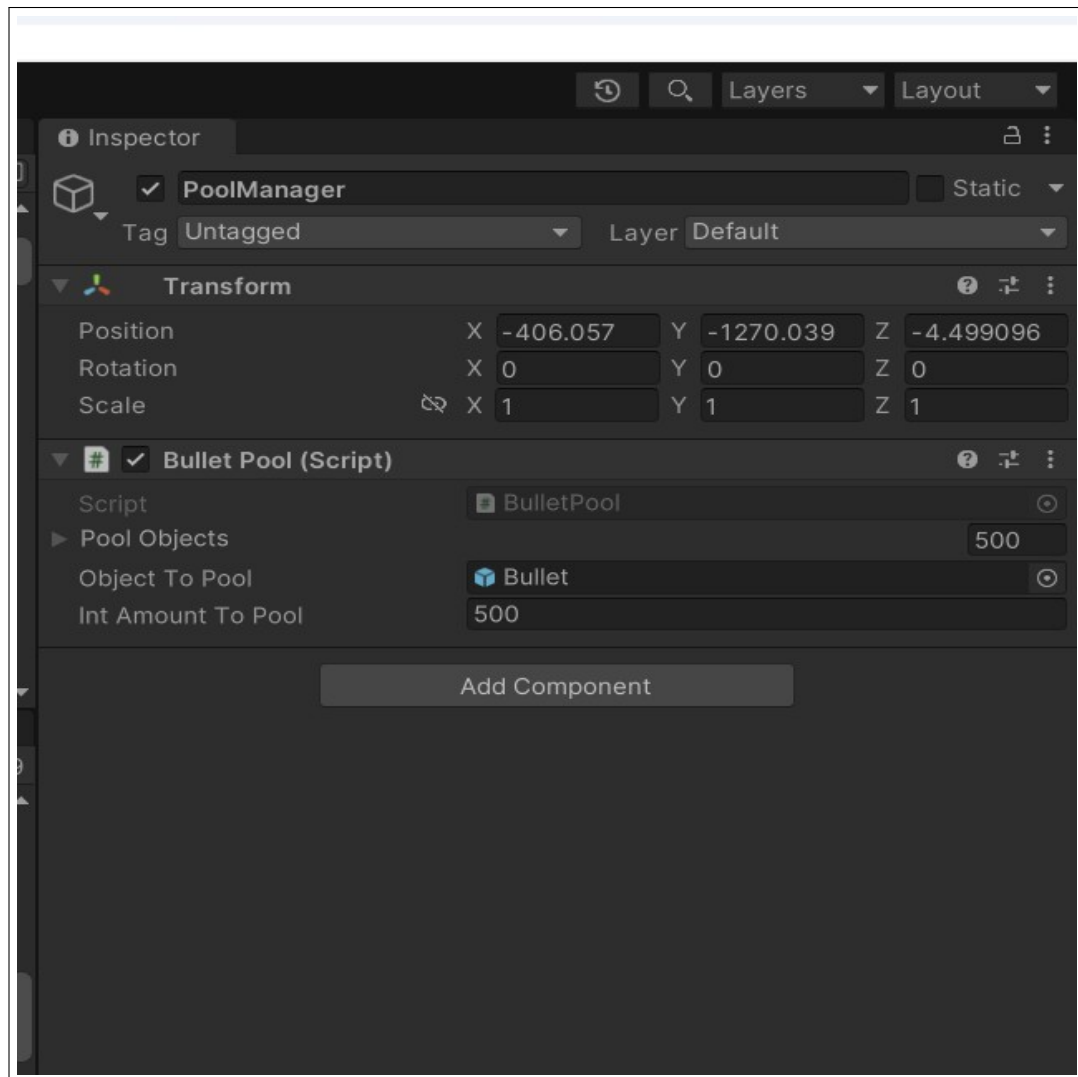 Layers Layout
Inspector
PoolManager Static
Tag Untagged Layer Default
Transform
Position X -406.057 Y -1270.039 Z -4.499096
Rotation X 0 Y 0 Z 0
Scale X 1 Y 1 Z 1
# Bullet Pool (Script)
Script # BulletPool
Pool Objects 500
Object To Pool Bullet
Int Amount To Pool 500
Add Component